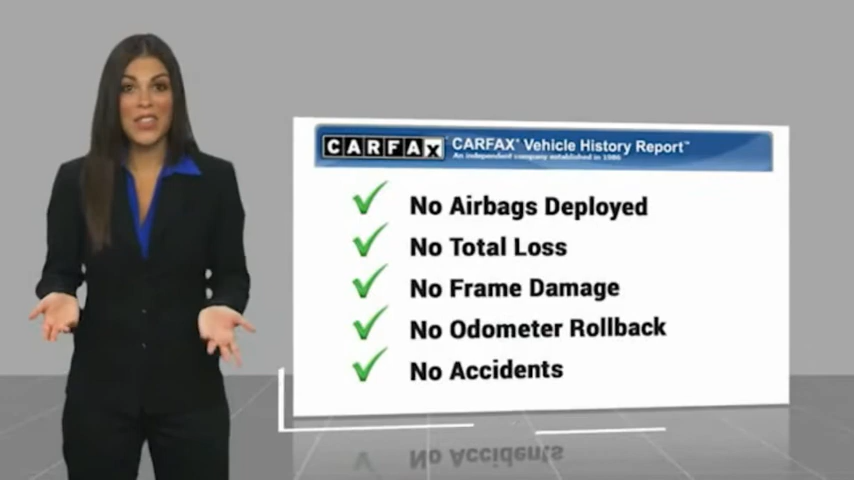 CARFAX CARFAX® Vehicle History Report™
An independent company established in 1986
No Airbags Deployed
No Total Loss
No Frame Damage
No Odometer Rollback
No Accidents
No Accidents